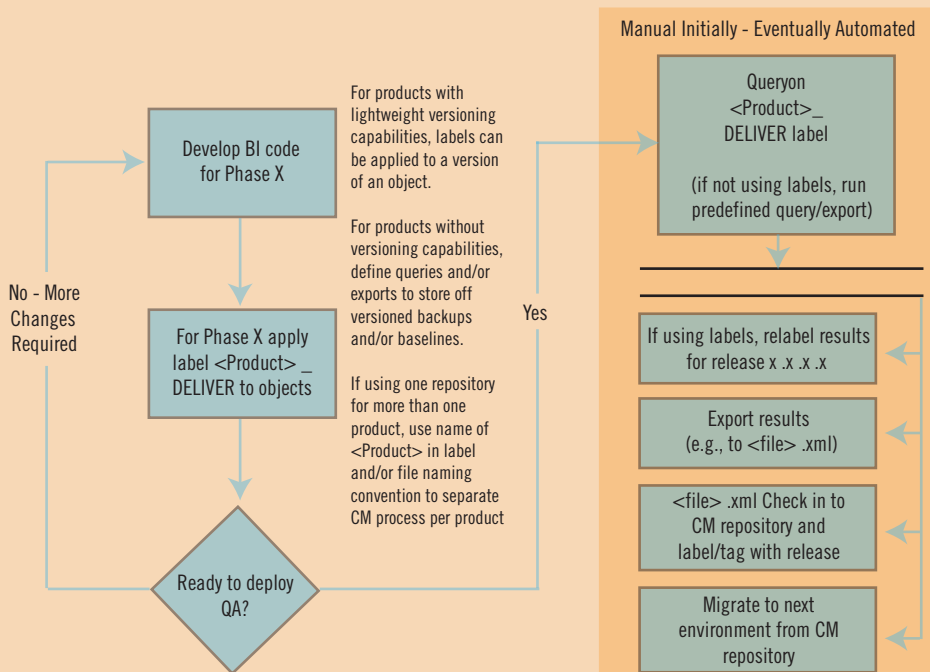 Develop BI code
for Phase X
For Phase X apply
label <Product> _
DELIVER to objects
Ready to deploy
QA?
No - More
Changes
Required
For products with
lightweight versioning
capabilities, labels can
be applied to a version
of an object.
For products without
versioning capabilities,
define queries and/or
exports to store off
versioned backups
and/or baselines.
If using one repository
for more than one
product, use name of
<Product> in label
and/or file naming
convention to separate
CM process per product
Yes
Manual Initially - Eventually Automated
Queryon
<Product>_
DELIVER label
(if not using labels, run
predefined query/export)
If using labels, relabel results
for release x .x .x .x
Export results
(e.g., to <file> .xml)
<file> .xml Check in to
CM repository and
label/tag with release
Migrate to next
environment from CM
repository